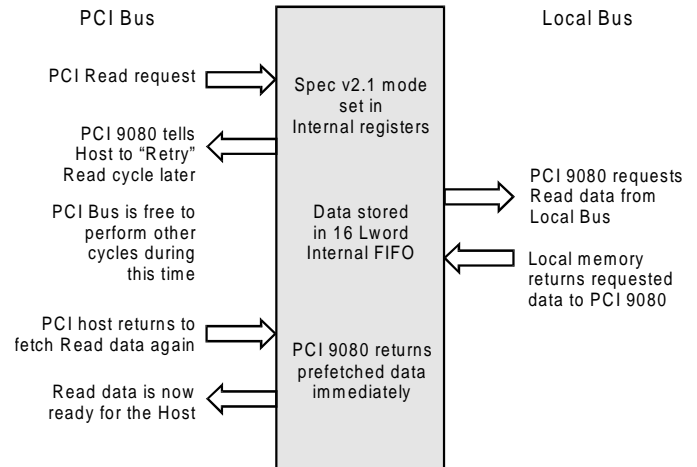 PCI Bus
Local Bus
PCI Read request
Spec v2.1 mode
set in
Internal registers
PCI 9080 tells
Host to “Retry”
Read cycle later
PCI 9080 requests
Read data from
Local Bus
PCI Bus is free to
perform other
cycles during
this time
Data stored
in 16 Lword
Internal FIFO
Local memory
returns requested
data to PCI 9080
PCI host returns to
fetch Read data again
PCI 9080 returns
prefetched data
immediately
Read data is now
ready for the Host